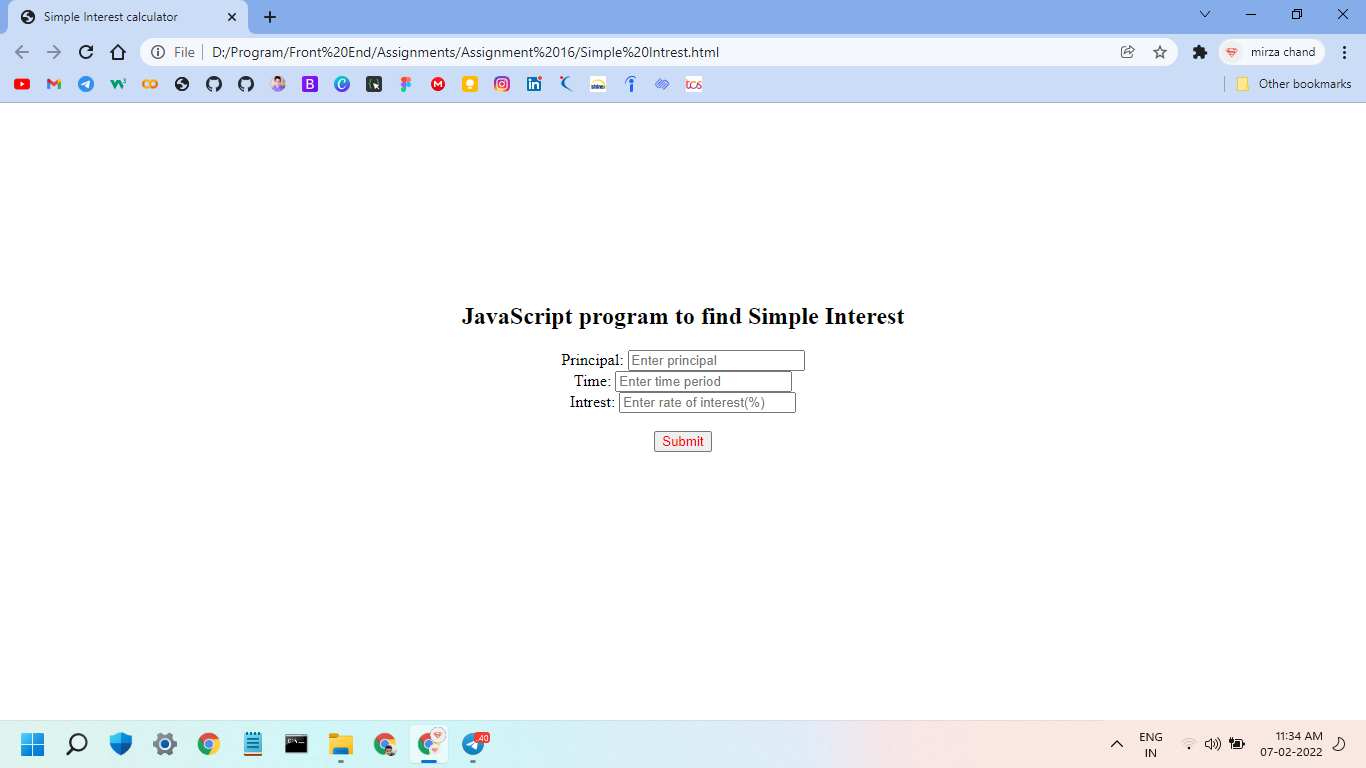 Simple Interest calculator
File
D:/Program/Front%20End/Assignments/Assignment%2016/Simple%20Intrest.html
mirza chand
shine
tcs
Other bookmarks
JavaScript program to find Simple Interest
Principal: Enter principal
Time: Enter time period
Intrest: Enter rate of interest(%)
Submit
40
ENG
IN
11:34 AM
07-02-2022